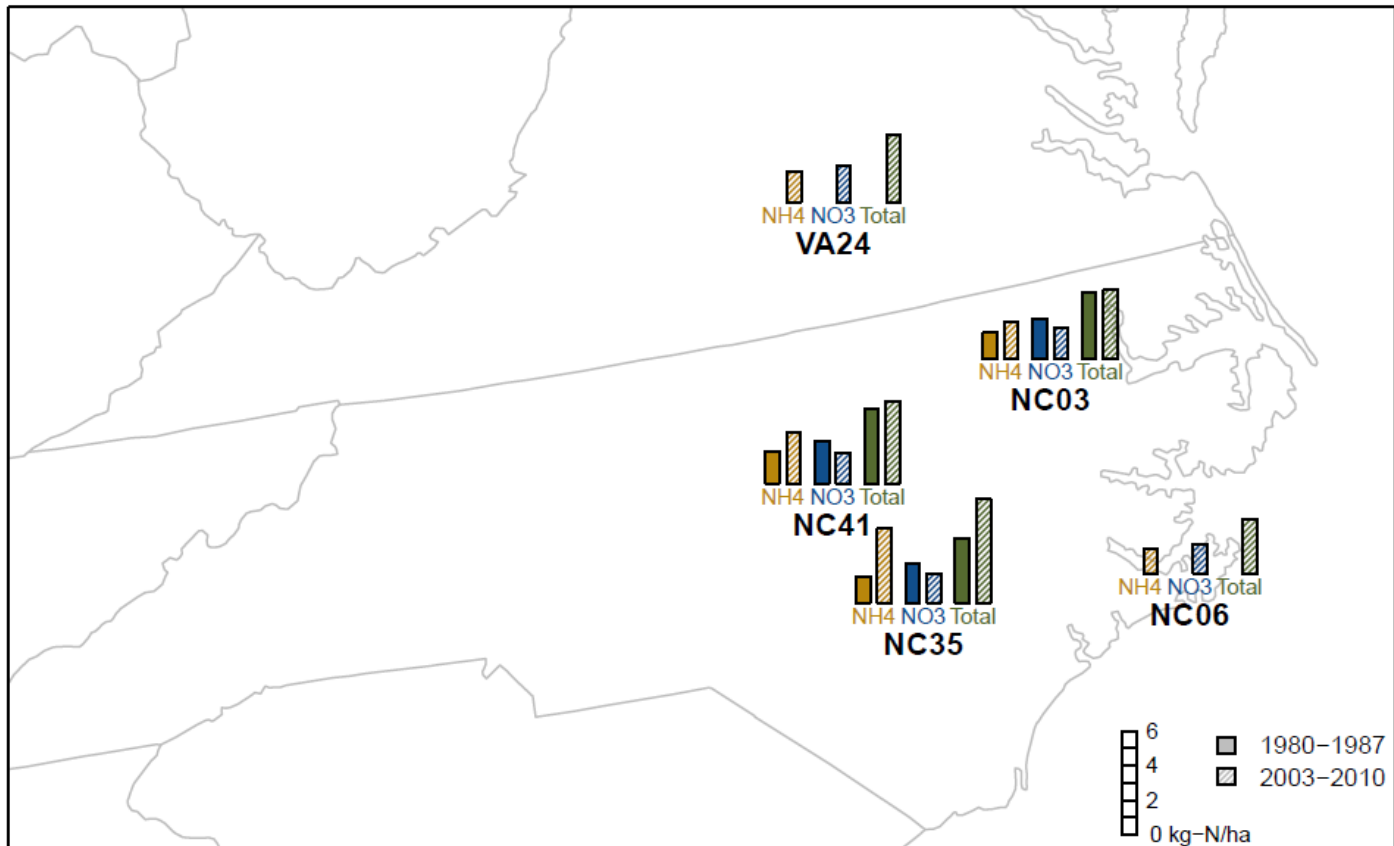 NH4 NO3 Total
VA24
NH4 NO3 Total
NC03
NH4 NO3 Total
NC41
NH4 NO3 Total
NC06
NH4 NO3 Total
NC35
6
4
2
0 kg−N/ha
1980−1987
2003−2010